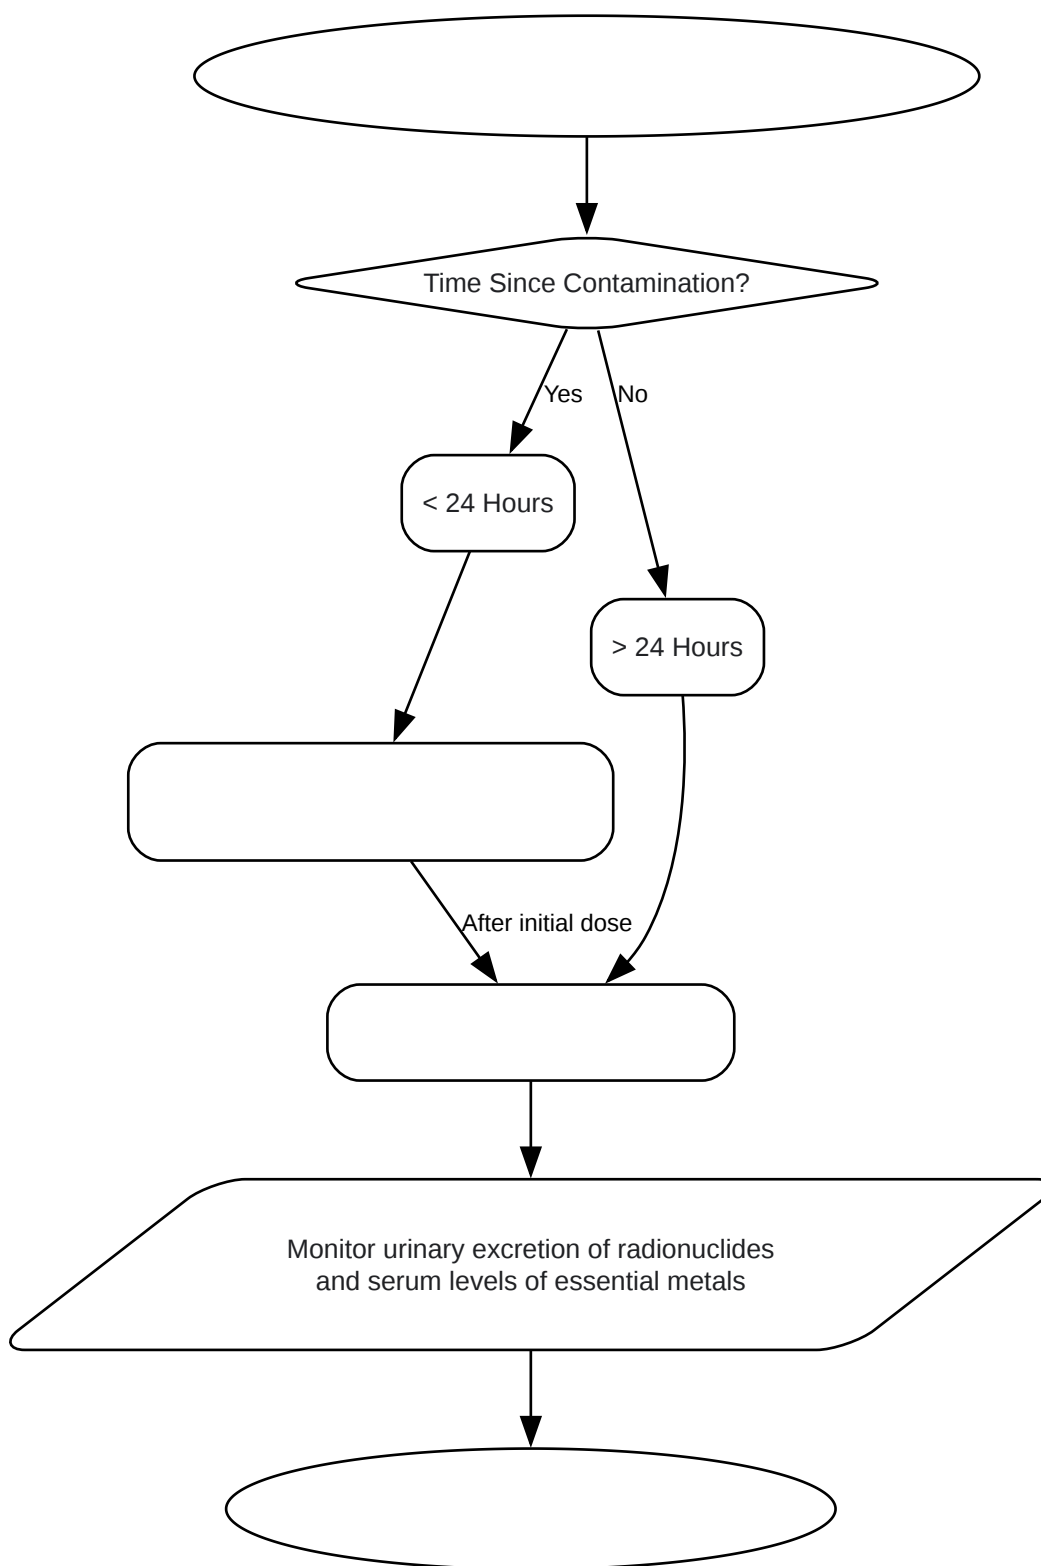 Time Since Contamination?
Yes
No
< 24 Hours
> 24 Hours
After initial dose
Monitor urinary excretion of radionuclides
and serum levels of essential metals